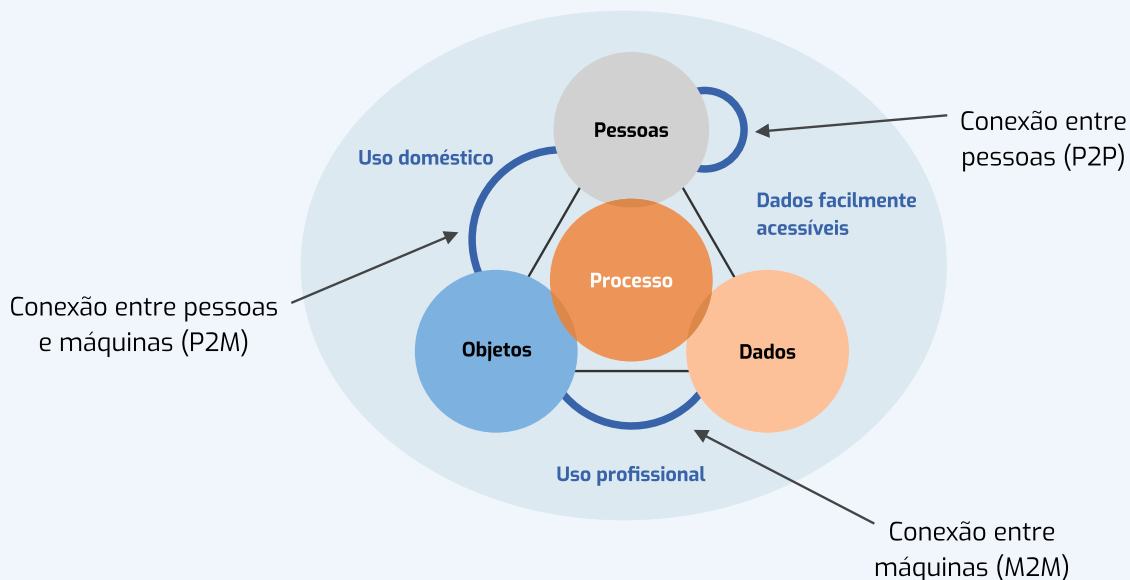 Pessoas
Conexão entre
pessoas (P2P)
Uso doméstico
Dados facilmente
acessíveis
Processo
Conexão entre pessoas
e máquinas (P2M)
Objetos
Dados
Uso profissional
Conexão entre
máquinas (M2M)